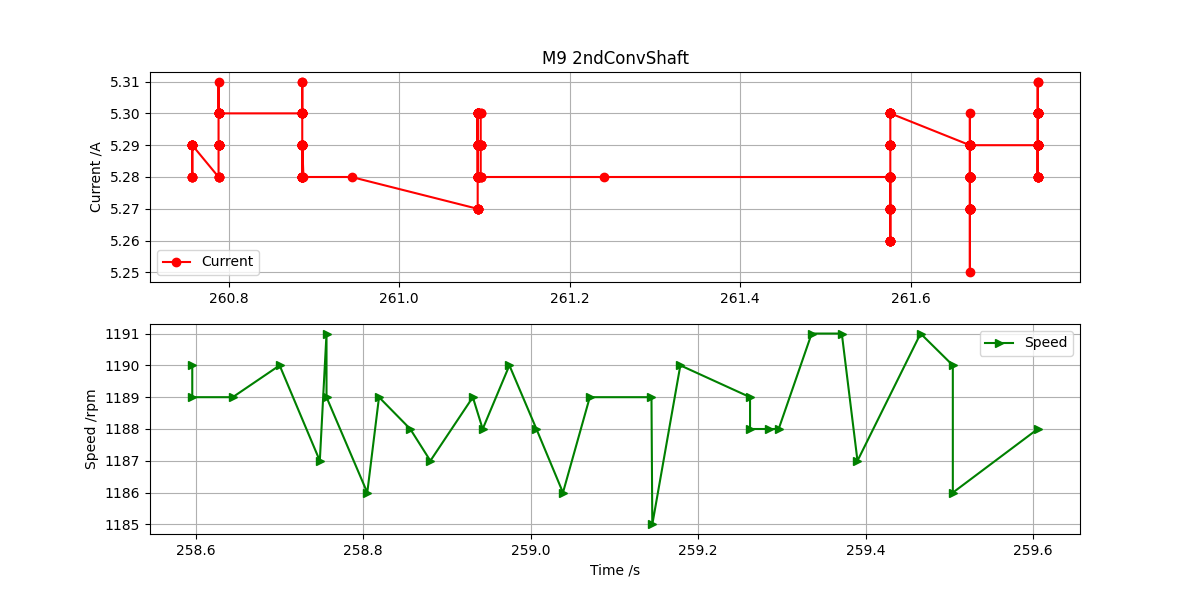 M9 2ndConvShaft
5.31
5.30
5.29
5.28
5.27
5.26
5.25
Current /A
Current
260.8 261.0 261.2 261.4 261.6
1191
1190
1189
1188
1187
1186
1185
Speed /rpm
Speed
258.6 258.8 259.0 259.2 259.4 259.6
Time /s